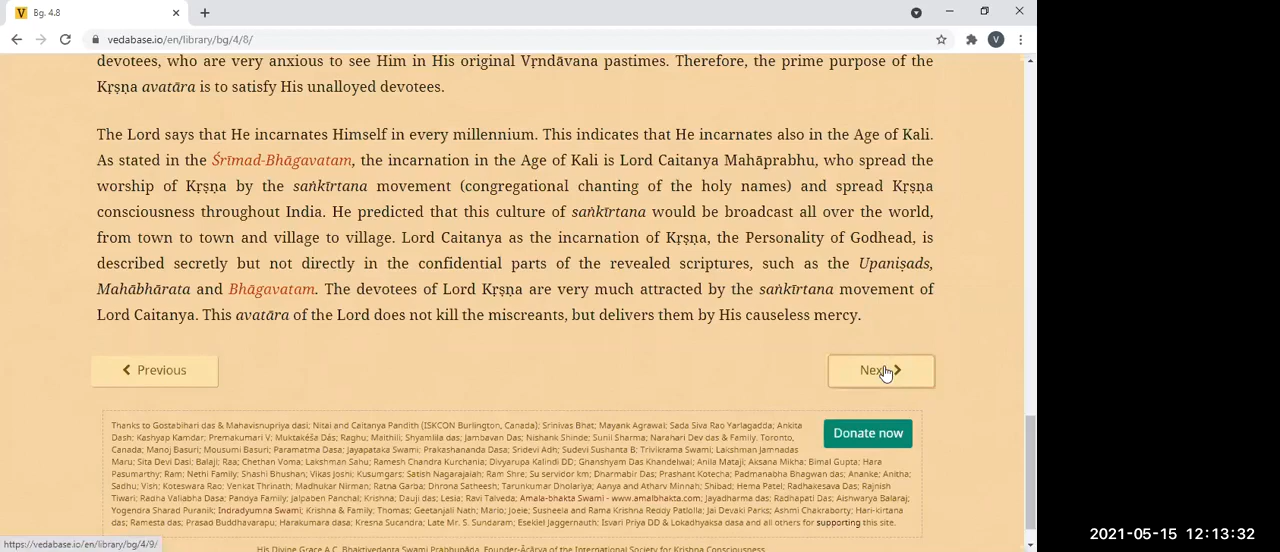 Bg. 4.8
vedabase.io/en/library/bg/4/8/
V
devotees, who are very anxious to see Him in His original Vṛndāvana pastimes. Therefore, the prime purpose of the
Kṛṣṇa avatāra is to satisfy His unalloyed devotees.
The Lord says that He incarnates Himself in every millennium. This indicates that He incarnates also in the Age of Kali.
As stated in the Śrīmad-Bhāgavatam, the incarnation in the Age of Kali is Lord Caitanya Mahāprabhu, who spread the
worship of Kṛṣṇa by the saṅkīrtana movement (congregational chanting of the holy names) and spread Kṛṣṇa
consciousness throughout India. He predicted that this culture of saṅkīrtana would be broadcast all over the world,
from town to town and village to village. Lord Caitanya as the incarnation of Kṛṣṇa, the Personality of Godhead, is
described secretly but not directly in the confidential parts of the revealed scriptures, such as the Upaniṣads,
Mahābhārata and Bhāgavatam. The devotees of Lord Kṛṣṇa are very much attracted by the saṅkīrtana movement of
Lord Caitanya. This avatāra of the Lord does not kill the miscreants, but delivers them by His causeless mercy.
Previous
Next
Thanks to Gostabihari das & Mahavisnupriya dasi; Nitai and Caitanya Pandith (ISKCON Burlington, Canada); Srinivas Bhat; Mayank Agrawal; Sada Siva Rao Yarlagadda; Ankita
Dash; Kashyap Kamdar; Premakumari V; Muktakéša Dás; Raghu; Maithili; Shyamlila das; Jambavan Das; Nishank Shinde; Sunil Sharma; Narahari Dev das & Family. Toronto,
Canada; Manoj Basuri; Mousumi Basuri; Paramatma Dasa; Jayapataka Swami; Prakashananda Dasa; Sridevi Adh; Sudevi Sushanta B; Trivikrama Swami; Lakshman Jamnadas
Maru; Sita Devi Dasi; Balaji; Raa; Chethan Voma; Lakshman Sahu; Ramesh Chandra Kurchania; Divyarupa Kalindi DD; Gnanshyam Das Khandelwal; Anila Mataji; Aksana Mihka; Bimal Gupta; Hara
Pasumarthy; Ram; Nethi Family; Shashi Bhushan; Vikas Joshi; Kusumgars; Satish Nagarajaiah; Ram Shre; Su servidor km; Dharmabir Das; Prashant Kotecha; Padmanabha Bhagwan das; Ananke; Anitha;
Sadhu; Vish; Koteswara Rao; Venkat Thirunathan; Madhukar Nirman; Ratna Garba; Dhrona Satheesh; Tarunkumar Dholariya; Aanya and Atharv Minnah; Shibad; Hema Patel; Radhakesava Das; Rajnish
Tiwari; Radha Vallabha Dasa; Pandya Family; Jalpaben Panchal; Krishna; Dauji das; Lesia; Ravi Talveda; Amala-bhakta Swami - www.amalbhakta.com; Jayadharma das; Radhapati Das; Aishwarya Balaraj;
Yogendra Sharad Puranik; Indradyumna Swami; Krishna & Family; Thomas; Geetanjali Nath; Mario; Joeie; Susheela and Rama Krishna Reddy Patlolla; Jai Devaki Parks; Ashmi Chakraborty; Hari-kirtana
das; Ramesta das; Prasad Buddhavarapu; Harakumara dasa; Kresna Sucandra; Late Mr. S. Sundaram; Esekiel Jaggernauth; Isvari Priya DD & Lokadhyaksa dasa and all others for supporting this site.
Donate now
His Divine Grace A.C. Bhaktivedanta Swami Prabhupāda, Founder-Ācārya of the International Society for Krishna Consciousness
https://vedabase.io/en/library/bg/4/9/
2021-05-15 12:13:32